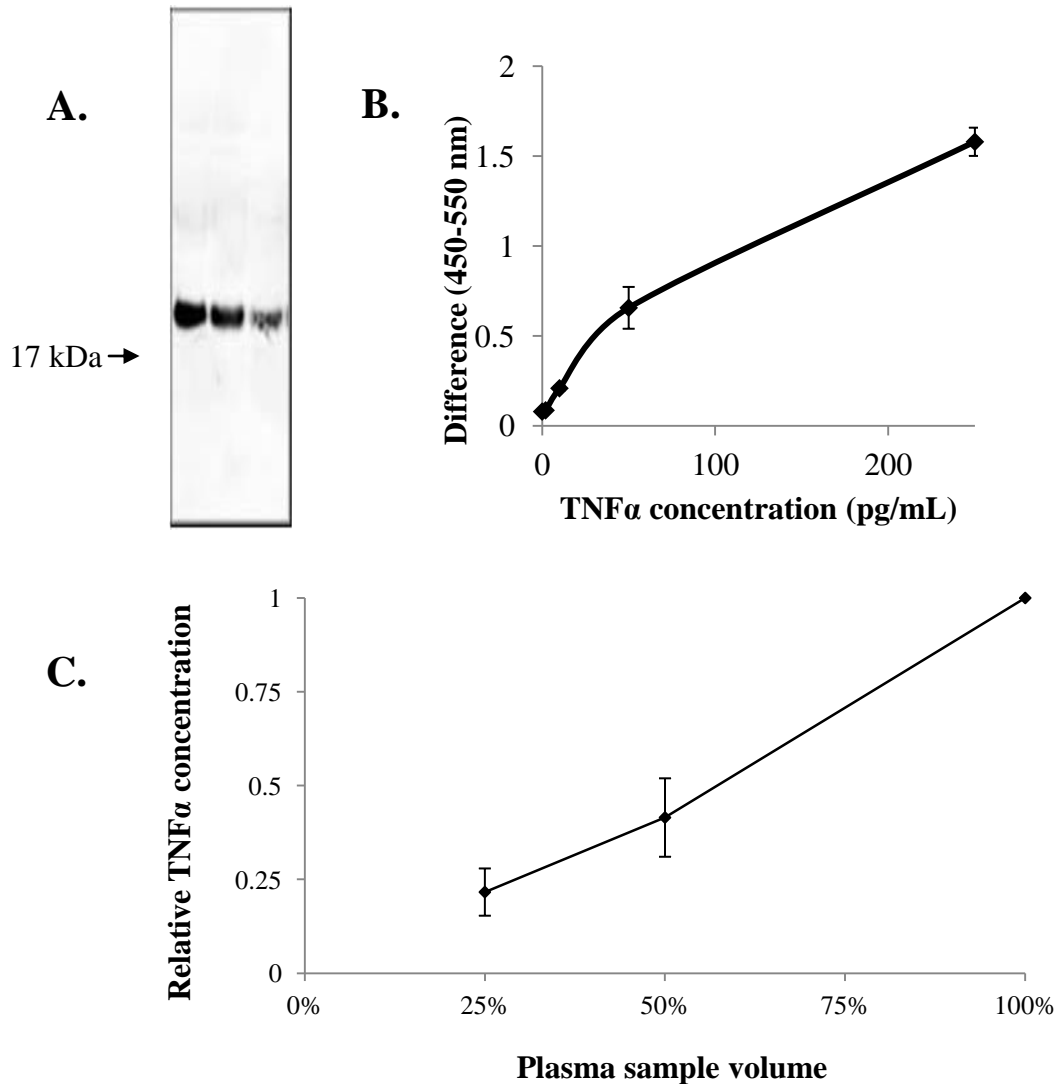 A.
17 kDa
B.
Difference (450-550 nm)
2
1.5
1
0.5
0
0 100 200
TNFα concentration (pg/mL)
C.
Relative TNFα concentration
1
0.75
0.5
0.25
0
0% 25% 50% 75% 100%
Plasma sample volume